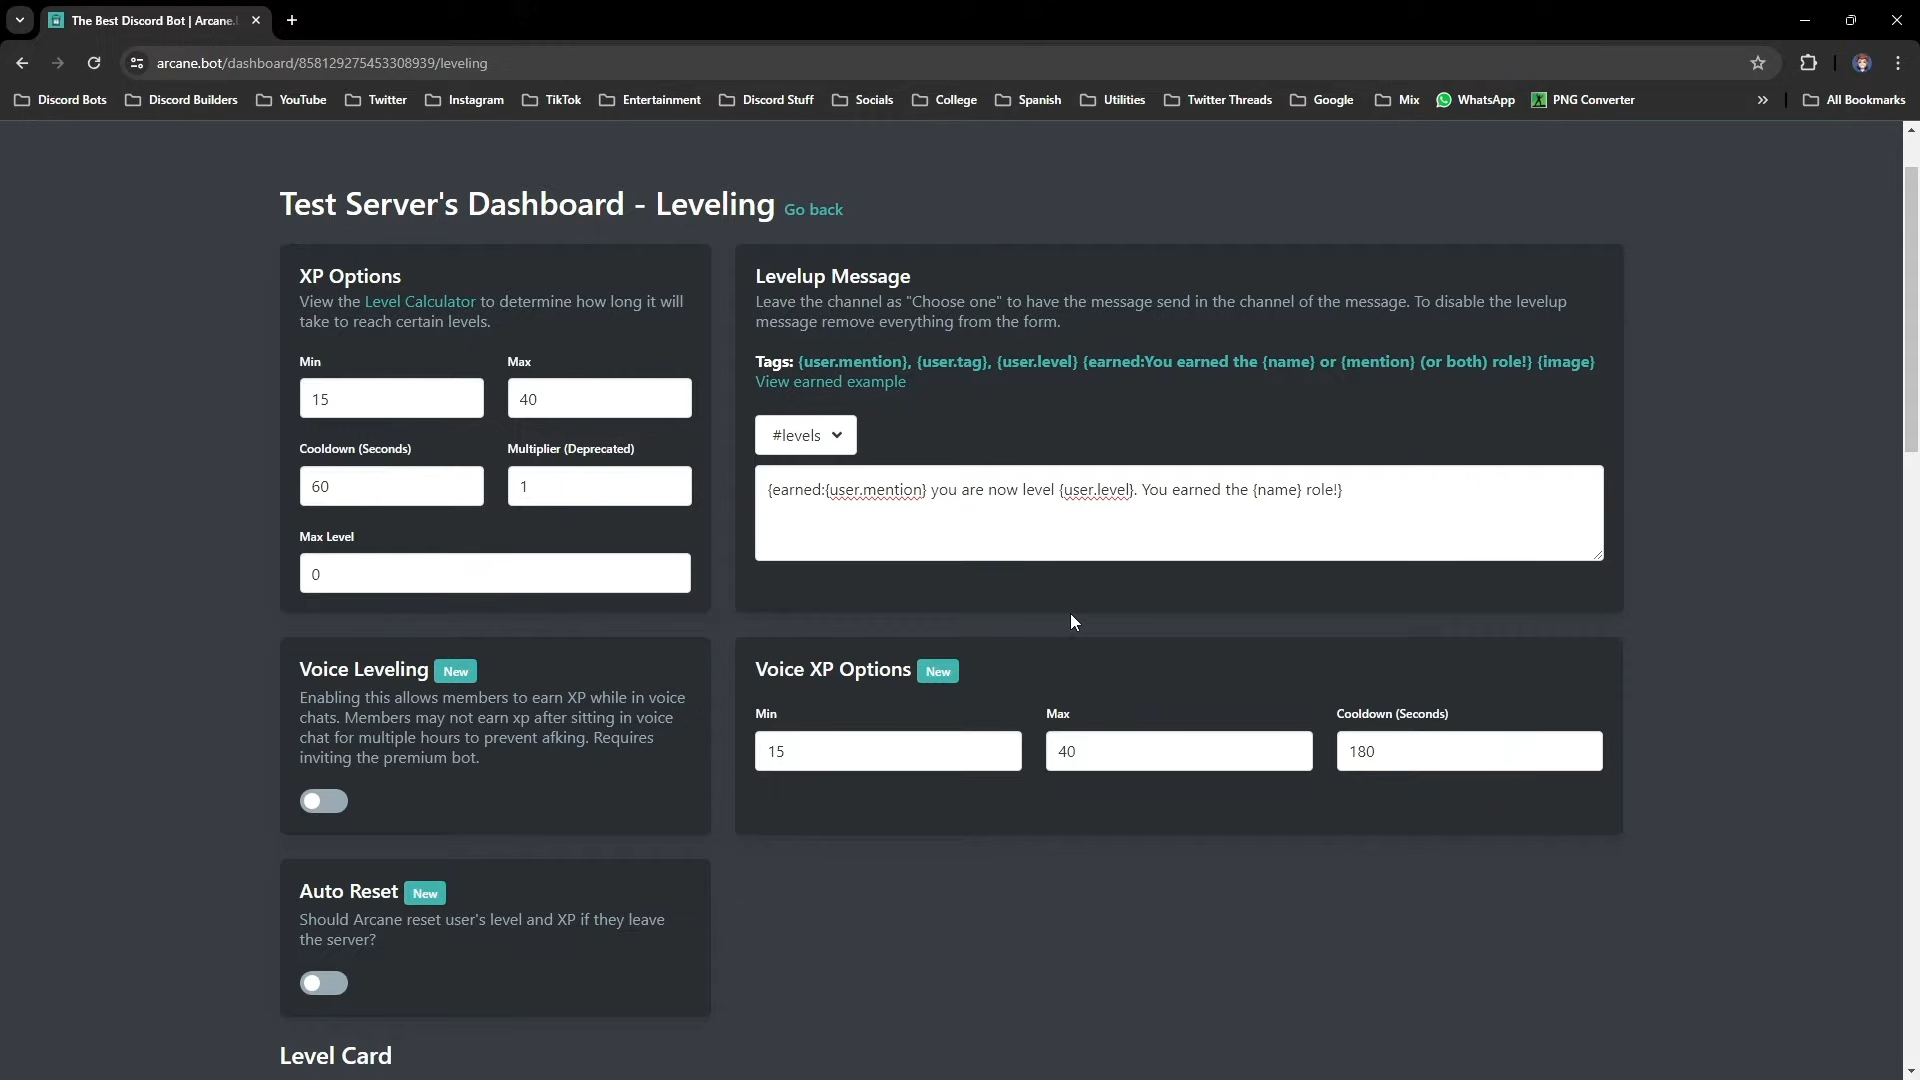 The Best Discord Bot | Arcane.
arcane.bot/dashboard/858129275453308939/leveling
Discord Bots
Discord Builders
YouTube
Twitter
Instagram
TikTok
Entertainment
Discord Stuff
Socials
College
Spanish
Utilities
Twitter Threads
Google
Mix
WhatsApp
PNG Converter
»
All Bookmarks
Test Server's Dashboard - Leveling Go back
XP Options
View the Level Calculator to determine how long it will
take to reach certain levels.
Min
Max
15
40
Cooldown (Seconds)
Multiplier (Deprecated)
60
1
Max Level
0
Levelup Message
Leave the channel as "Choose one" to have the message send in the channel of the message. To disable the levelup
message remove everything from the form.
Tags: {user.mention}, {user.tag}, {user.level} {earned:You earned the {name} or {mention} (or both) role!} {image}
View earned example
#levels
{earned:{user.mention} you are now level {user.level}. You earned the {name} role!}
Voice Leveling New
Enabling this allows members to earn XP while in voice
chats. Members may not earn xp after sitting in voice
chat for multiple hours to prevent afking. Requires
inviting the premium bot.
Voice XP Options New
Min
Max
Cooldown (Seconds)
15
40
180
Auto Reset New
Should Arcane reset user's level and XP if they leave
the server?
Level Card